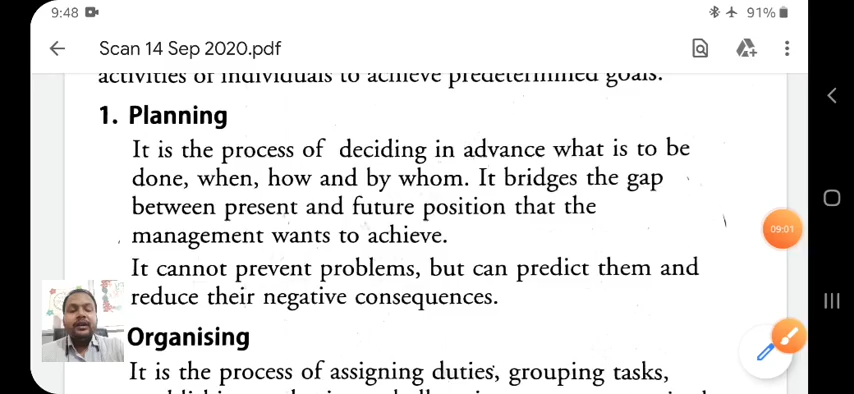 9:48
91%
Scan 14 Sep 2020.pdf
activities of individuals to achieve predetermined goals.
1. Planning
It is the process of deciding in advance what is to be
done, when, how and by whom. It bridges the gap
between present and future position that the
management wants to achieve.
09:01
It cannot prevent problems, but can predict them and
reduce their negative consequences.
Organising
It is the process of assigning duties, grouping tasks,